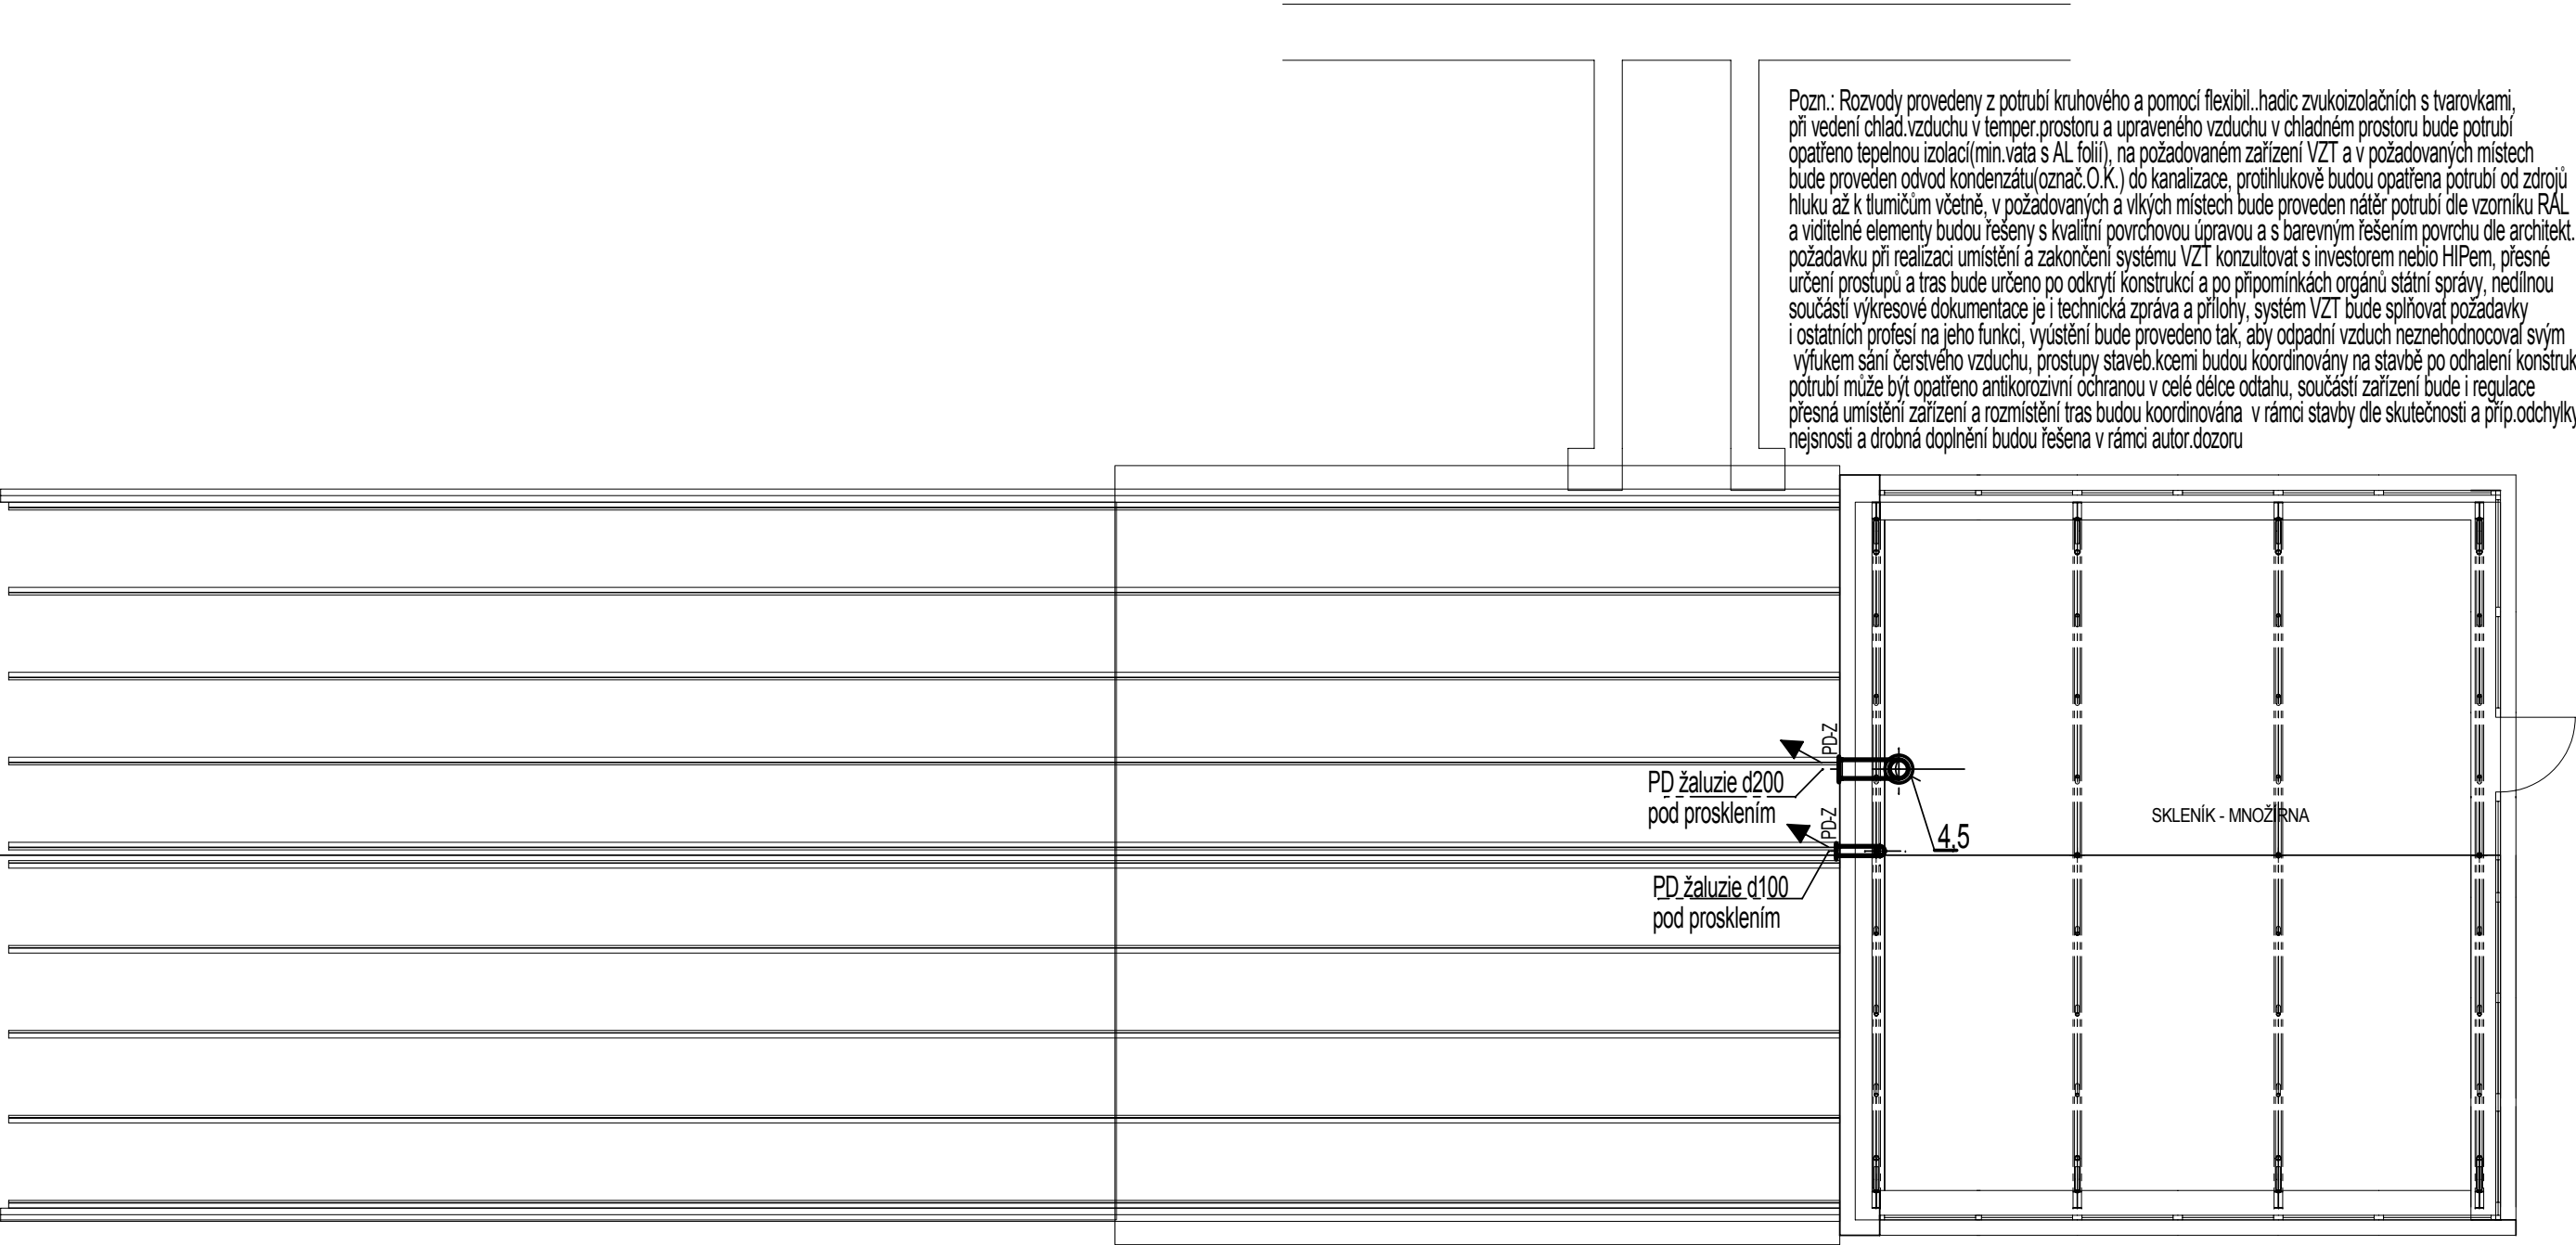 Pozn.: Rozvody provedeny z potrubí kruhového a pomocí flexibil..hadic zvukoizolačních s tvarovkami,
při vedení chlad.vzduchu v temper.prostoru a upraveného vzduchu v chladném prostoru bude potrubí
opatřeno tepelnou izolací(min.vata s AL folií), na požadovaném zařízení VZT a v požadovaných místech
bude proveden odvod kondenzátu(označ.O.K.) do kanalizace, protihlukově budou opatřena potrubí od zdrojů
hluku až k tlumičům včetně, v požadovaných a vlkých místech bude proveden nátěr potrubí dle vzorníku RAL
a viditelné elementy budou řešeny s kvalitní povrchovou úpravou a s barevným řešením povrchu dle architekt.
požadavku při realizaci umístění a zakončení systému VZT konzultovat s investorem nebio HIPem, přesné
určení prostupů a tras bude určeno po odkrytí konstrukcí a po připomínkách orgánů státní správy, nedílnou
součástí výkresové dokumentace je i technická zpráva a přílohy, systém VZT bude splňovat požadavky
i ostatních profesí na jeho funkci, vyústění bude provedeno tak, aby odpadní vzduch neznehodnocoval svým
výfukem sání čerstvého vzduchu, prostupy staveb.kcemi budou koordinovány na stavbě po odhalení konstruk
potrubí může být opatřeno antikorozivní ochranou v celé délce odtahu, součástí zařízení bude i regulace
přesná umístění zařízení a rozmístění tras budou koordinována v rámci stavby dle skutečnosti a příp.odchylky
nejsnosti a drobná doplnění budou řešena v rámci autor.dozoru
PD-Z
PD žaluzie d200
pod prosklením
PD-Z
4.5
SKLENÍK - MNOŽÍRNA
PD žaluzie d100
pod prosklením